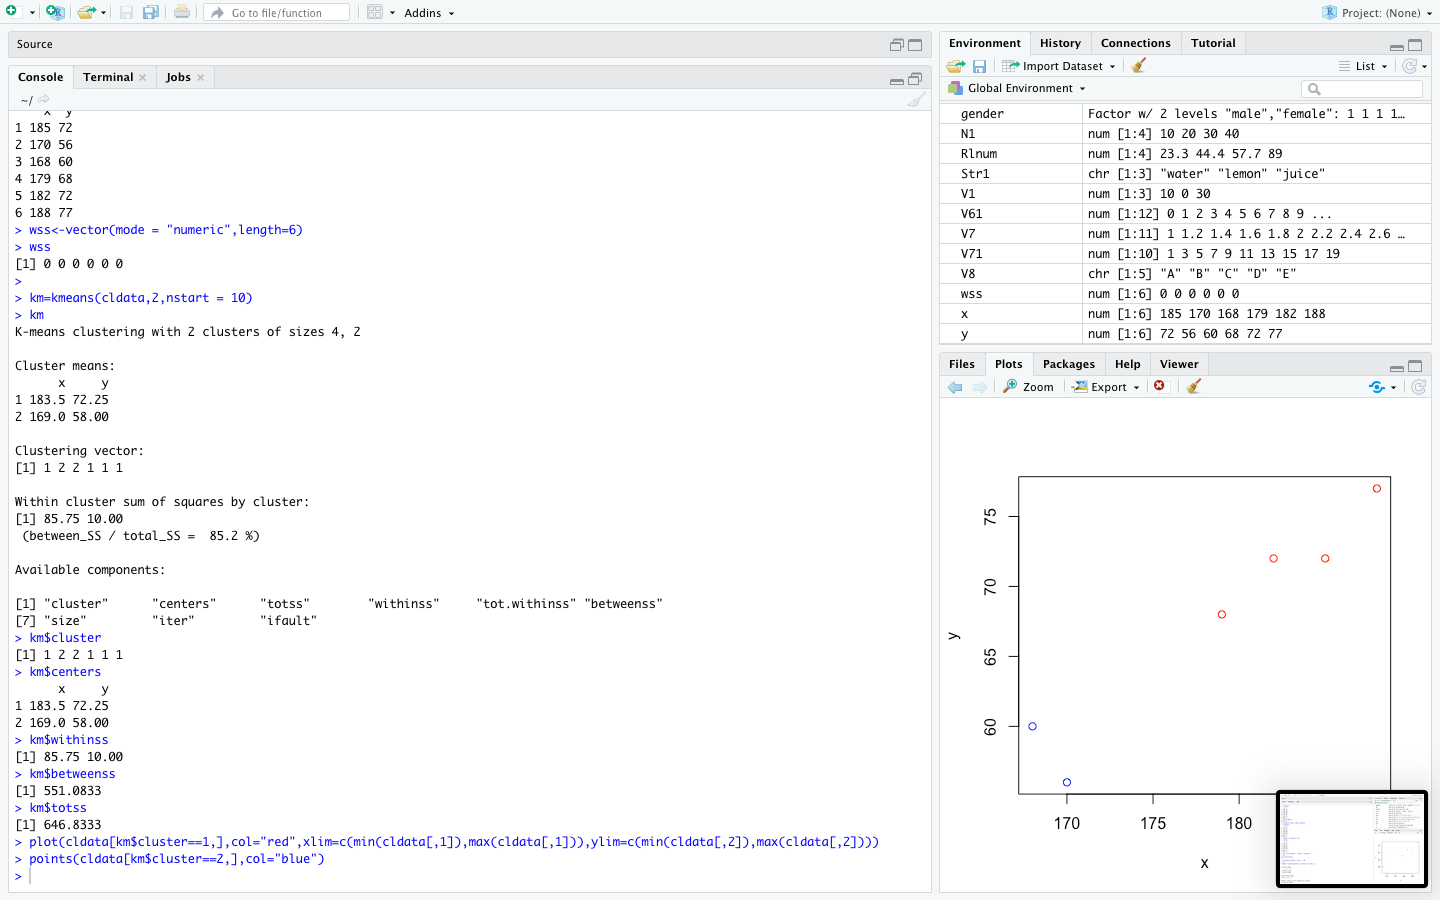 Go to file/function
Addins
Project: (None)
Source
Console
Terminal
Jobs
~/
x y
1 185 72
2 170 56
3 168 60
4 179 68
5 182 72
6 188 77
> wss<-vector(mode = "numeric",length=6)
> wss
[1] 0 0 0 0 0 0
>
> km=kmeans(cldata,2,nstart = 10)
> km
K-means clustering with 2 clusters of sizes 4, 2
Cluster means:
x y
1 183.5 72.25
2 169.0 58.00
Clustering vector:
[1] 1 2 2 1 1 1
Within cluster sum of squares by cluster:
[1] 85.75 10.00
(between_SS / total_SS =  85.2 %)
Available components:
[1] "cluster" "centers" "totss" "withinss" "tot.withinss" "betweenss"
[7] "size" "iter" "ifault"
> km$cluster
[1] 1 2 2 1 1 1
> km$centers
x y
1 183.5 72.25
2 169.0 58.00
> km$withinss
[1] 85.75 10.00
> km$betweenss
[1] 551.0833
> km$totss
[1] 646.8333
> plot(cldata[km$cluster==1,],col="red",xlim=c(min(cldata[,1]),max(cldata[,1])),ylim=c(min(cldata[,2]),max(cldata[,2])))
> points(cldata[km$cluster==2,],col="blue")
>
Environment
History
Connections
Tutorial
Import Dataset
List
Global Environment
gender Factor w/ 2 levels "male","female": 1 1 1 1…
N1 num [1:4] 10 20 30 40
Rlnum num [1:4] 23.3 44.4 57.7 89
Str1 chr [1:3] "water" "lemon" "juice"
V1 num [1:3] 10 0 30
V61 num [1:12] 0 1 2 3 4 5 6 7 8 9 ...
V7 num [1:11] 1 1.2 1.4 1.6 1.8 2 2.2 2.4 2.6 …
V71 num [1:10] 1 3 5 7 9 11 13 15 17 19
V8 chr [1:5] "A" "B" "C" "D" "E"
wss num [1:6] 0 0 0 0 0 0
x num [1:6] 185 170 168 179 182 188
y num [1:6] 72 56 60 68 72 77
Files
Plots
Packages
Help
Viewer
Zoom
Export
75
70
65
60
y
170 175 180
x